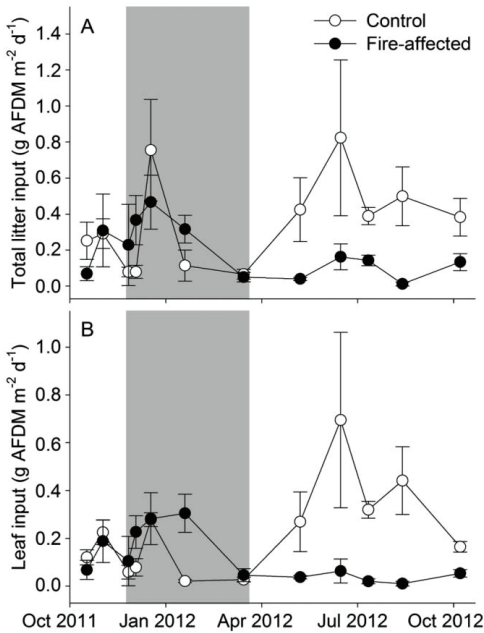 A
Control
Fire-affected
Total litter input (g AFDM m⁻² d⁻¹)
1.4
1.2
1.0
0.8
0.6
0.4
0.2
0.0
B
Leaf input (g AFDM m⁻² d⁻¹)
1.0
0.8
0.6
0.4
0.2
0.0
Oct 2011 Jan 2012 Apr 2012 Jul 2012 Oct 2012